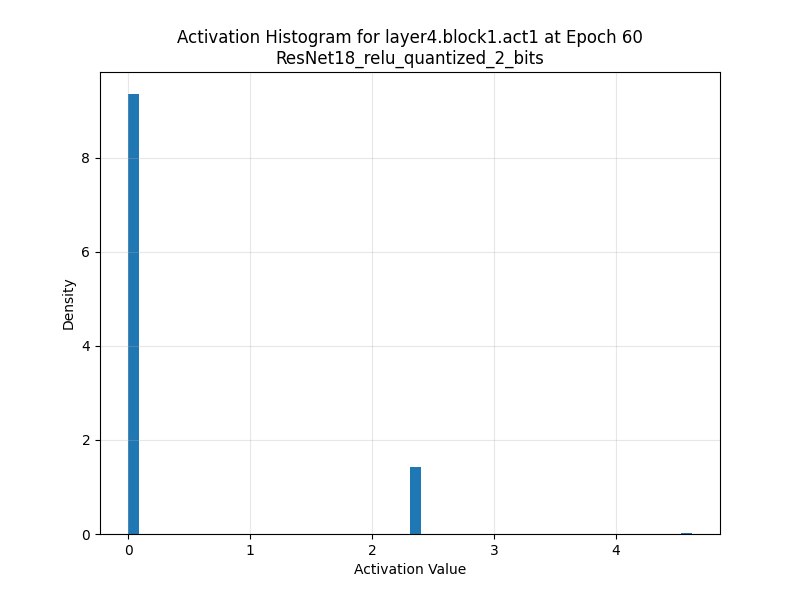 Activation Histogram for layer4.block1.act1 at Epoch 60
ResNet18_relu_quantized_2_bits
8
6
4
2
0
Density
0 1 2 3 4
Activation Value